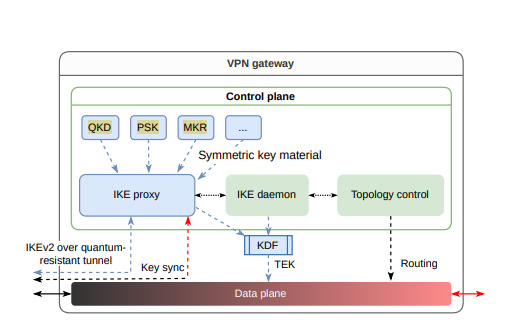 VPN gateway
Control plane
QKD
PSK
MKR
...
Symmetric key material
IKE proxy
IKE daemon
Topology control
IKEv2 over quantum-
resistant tunnel
Key sync
KDF
TEK
Routing
Data plane